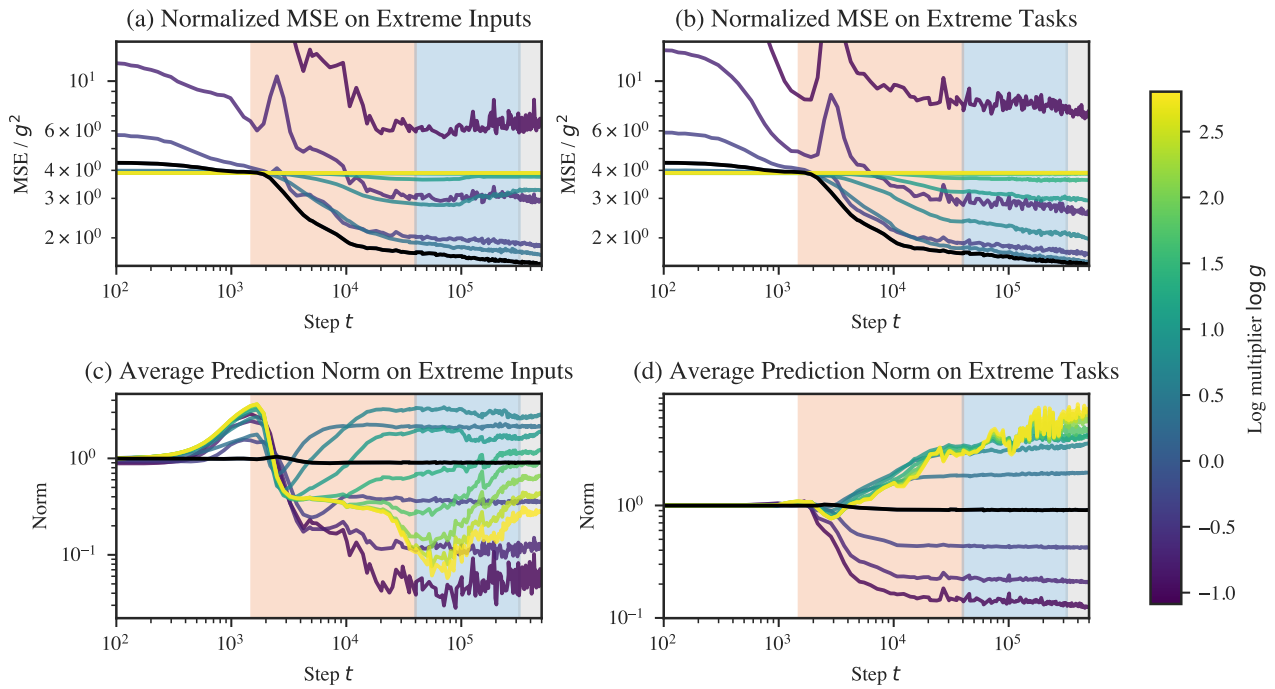 (a) Normalized MSE on Extreme Inputs
(b) Normalized MSE on Extreme Tasks
MSE / g²
10¹
6 × 10⁰
4 × 10⁰
3 × 10⁰
2 × 10⁰
10² 10³ 10⁴ 10⁵
Step t
MSE / g²
10¹
6 × 10⁰
4 × 10⁰
3 × 10⁰
2 × 10⁰
10² 10³ 10⁴ 10⁵
Step t
(c) Average Prediction Norm on Extreme Inputs
(d) Average Prediction Norm on Extreme Tasks
Norm
10⁰
10⁻¹
10² 10³ 10⁴ 10⁵
Step t
Norm
10⁰
10⁻¹
10² 10³ 10⁴ 10⁵
Step t
2.5
2.0
1.5
1.0
0.5
0.0
−0.5
−1.0
Log multiplier log g